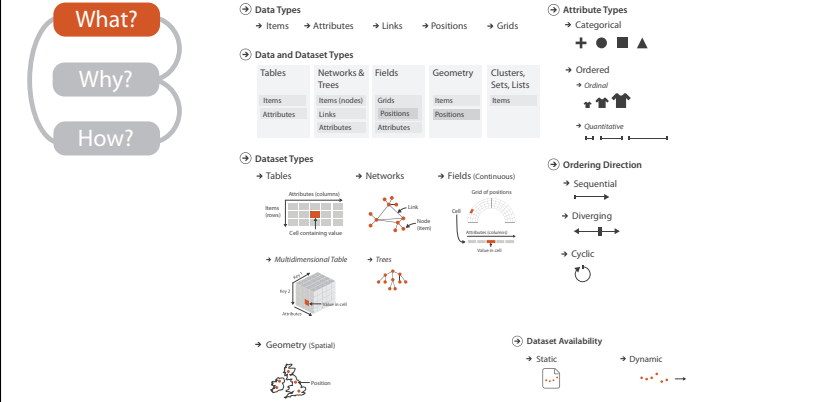 What?
Why?
How?
Data Types
Items Attributes Links Positions Grids
Data and Dataset Types
Tables
Items
Attributes
Networks &
Trees
Items (nodes)
Links
Attributes
Fields
Grids
Positions
Attributes
Geometry
Items
Positions
Clusters,
Sets, Lists
Items
Dataset Types
Tables
Attributes (columns)
Items
(rows)
Cell containing value
Networks
Link
Node
(item)
Fields (Continuous)
Grid of positions
Cell
Attributes (columns)
Value in cell
Multidimensional Table
Key 1
Key 2
Value in cell
Attributes
Trees
Geometry (Spatial)
Position
Attribute Types
Categorical
Ordered
Ordinal
Quantitative
Ordering Direction
Sequential
Diverging
Cyclic
Dataset Availability
Static
Dynamic